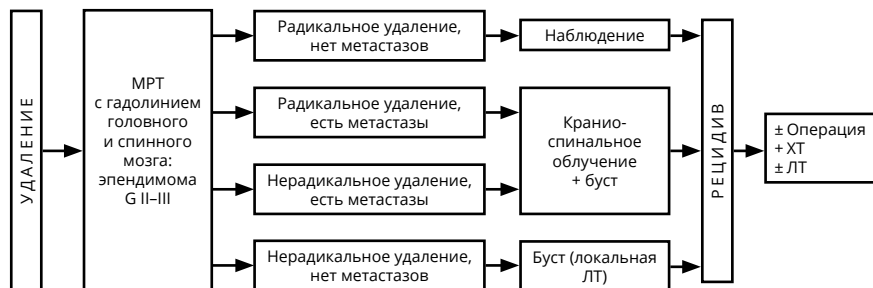 УДАЛЕНИЕ
МРТ
с гадолинием
головного
и спинного
мозга:
эпендимома
G II–III
Радикальное удаление,
нет метастазов
Радикальное удаление,
есть метастазы
Нерадикальное удаление,
есть метастазы
Нерадикальное удаление,
нет метастазов
Наблюдение
Кранио-
спинальное
облучение
+ буст
Буст (локальная
ЛТ)
РЕЦИДИВ
± Операция
+ ХТ
± ЛТ